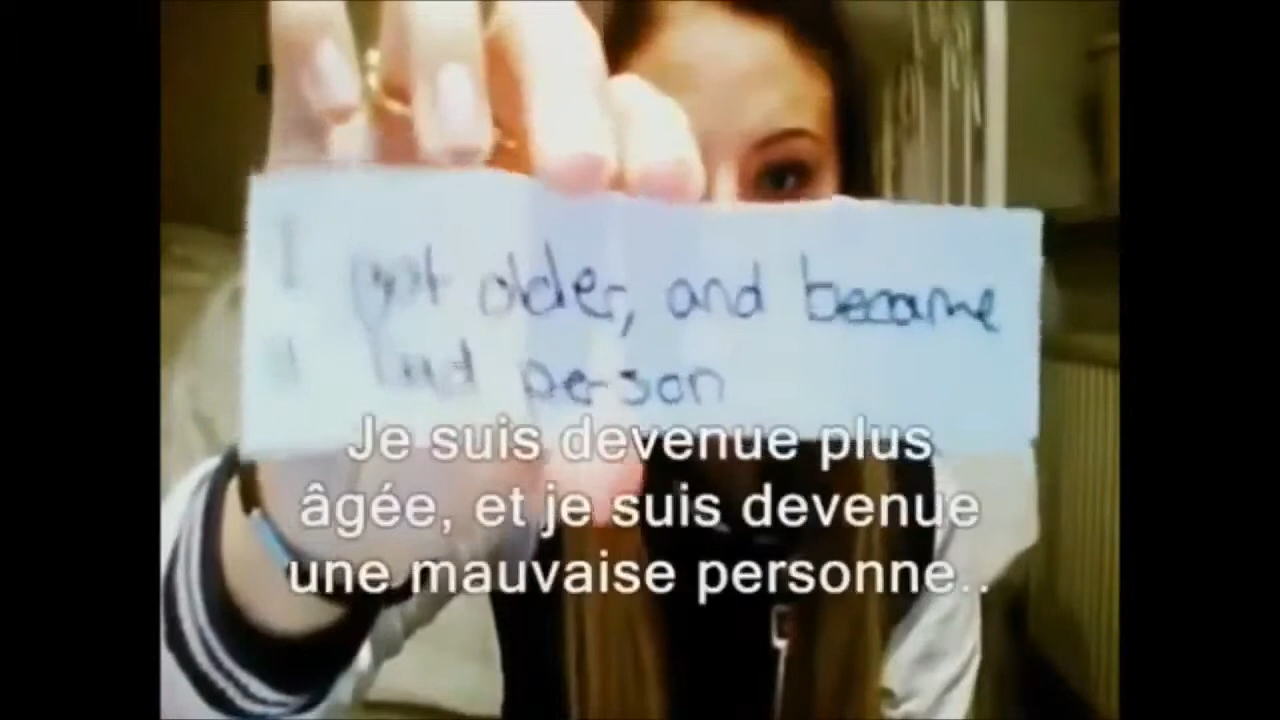 I got older, and became
a bad person
Je suis devenue plus
âgée, et je suis devenue
une mauvaise personne..